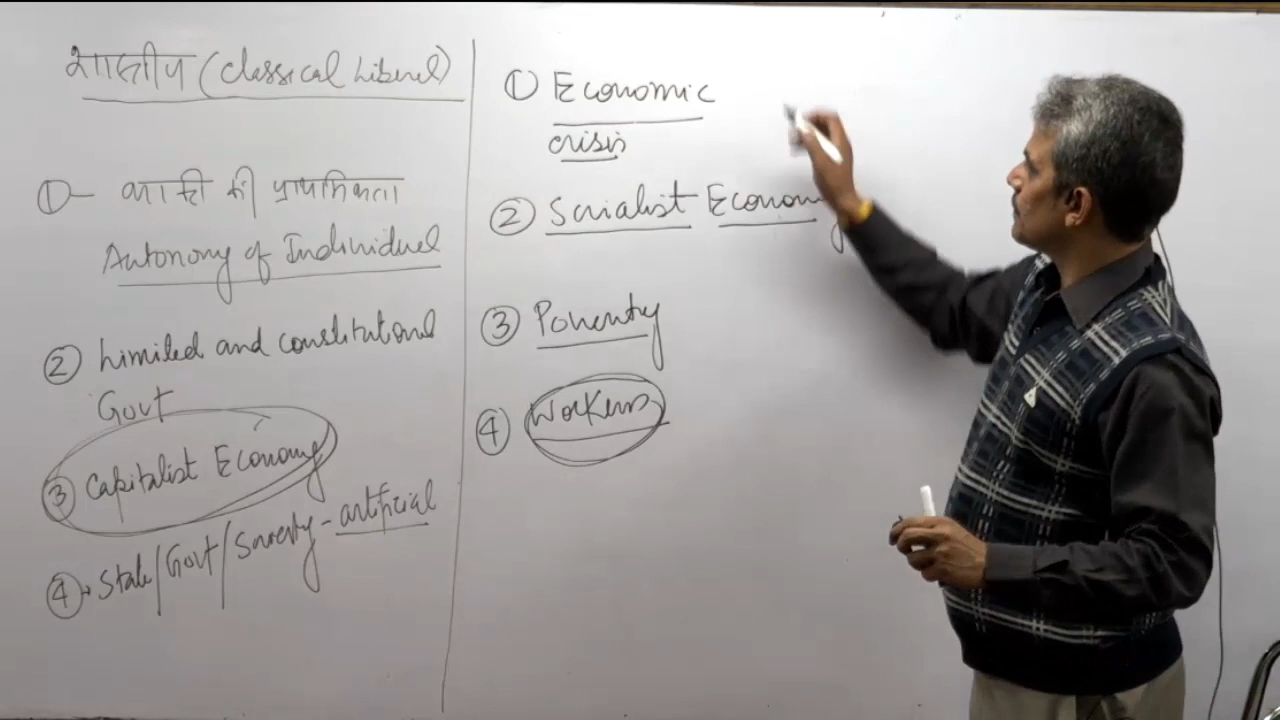 शास्त्रीय (Classical Liberal)
① – व्यक्ति की प्राथमिकता
Autonomy of Individual
② Limited and constitutional
Govt
③ Capitalist Economy
④ State/Govt/Society – artificial
① Economic
crisis
② Socialist Economy
③ Poverty
④ Workers